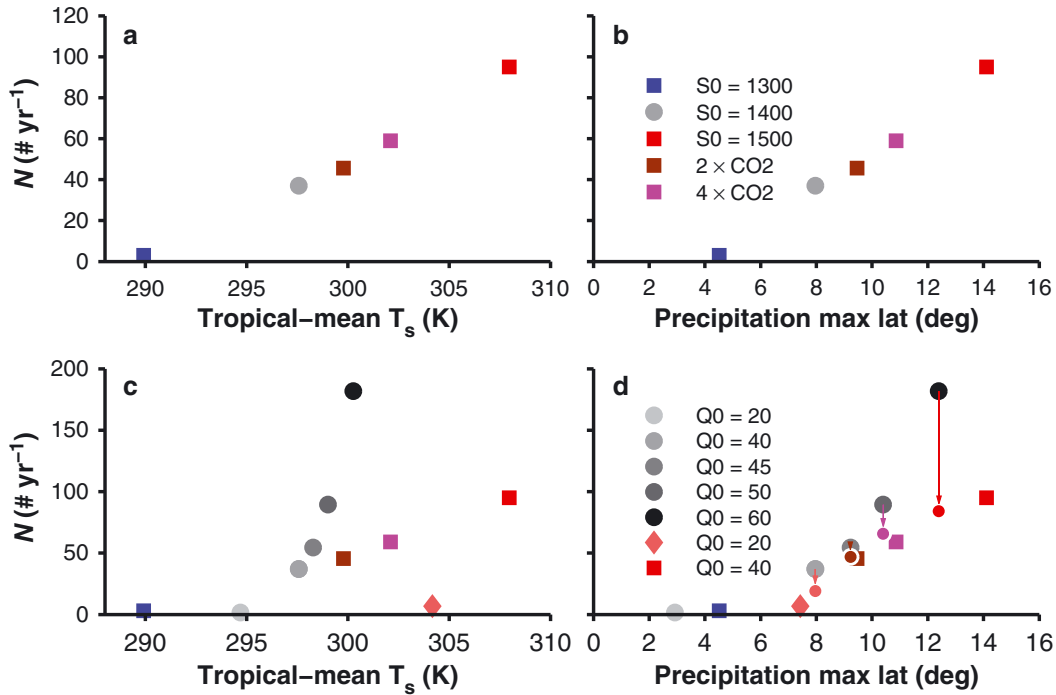 a
N (# yr⁻¹)
120
100
80
60
40
20
0
290
295
300
305
310
Tropical−mean Tₛ (K)
b
S0 = 1300
S0 = 1400
S0 = 1500
2 × CO2
4 × CO2
0
2
4
6
8
10
12
14
16
Precipitation max lat (deg)
c
N (# yr⁻¹)
200
150
100
50
0
290
295
300
305
310
Tropical−mean Tₛ (K)
d
Q0 = 20
Q0 = 40
Q0 = 45
Q0 = 50
Q0 = 60
Q0 = 20
Q0 = 40
0
2
4
6
8
10
12
14
16
Precipitation max lat (deg)